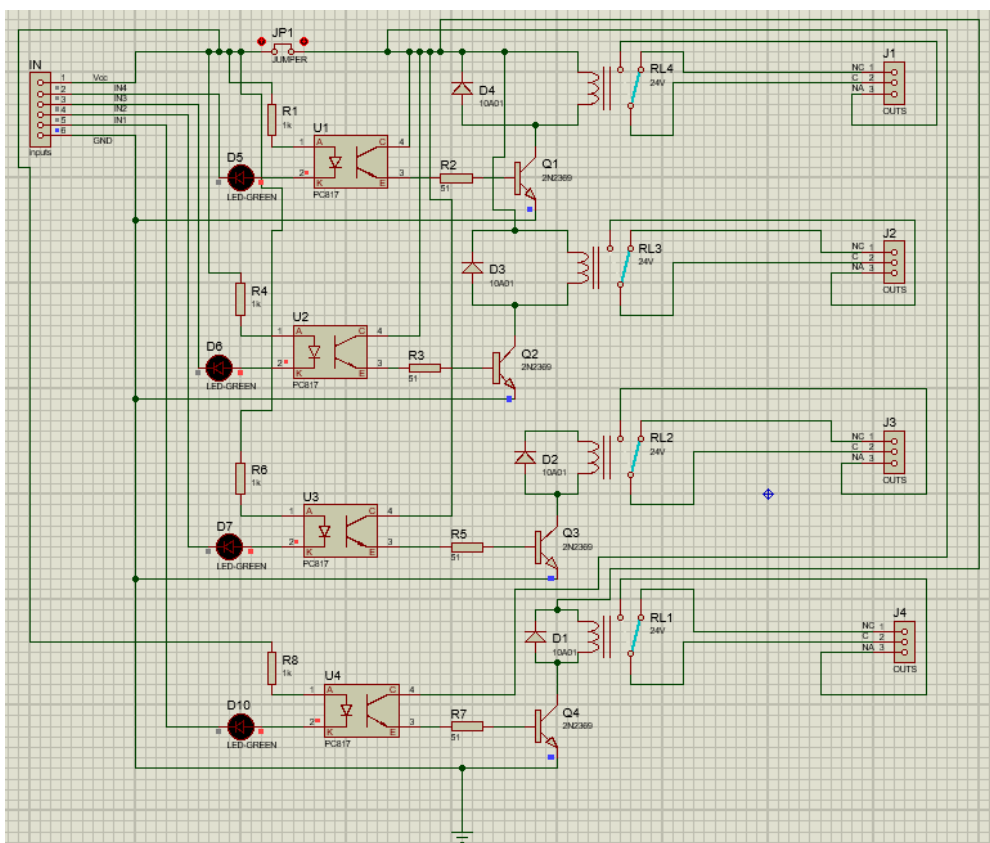 JP1
JUMPER
IN
1 Vcc
2 IN4
3 IN3
4 IN2
5 IN1
6 GND
inputs
R1
1k
D4
10A01
RL4
24V
J1
NC 1
C 2
NA 3
OUTS
U1
1 A C 4
2 K E 3
PC817
D5
LED-GREEN
R2
51
Q1
2N2369
J2
NC 1
C 2
NA 3
OUTS
D3
10A01
RL3
24V
R4
1k
U2
1 A C 4
2 K E 3
PC817
D6
LED-GREEN
R3
51
Q2
2N2369
J3
NC 1
C 2
NA 3
OUTS
D2
10A01
RL2
24V
R6
1k
U3
1 A C 4
2 K E 3
PC817
D7
LED-GREEN
R5
51
Q3
2N2369
J4
NC 1
C 2
NA 3
OUTS
D1
10A01
RL1
24V
R8
1k
U4
1 A C 4
2 K E 3
PC817
D10
LED-GREEN
R7
51
Q4
2N2369